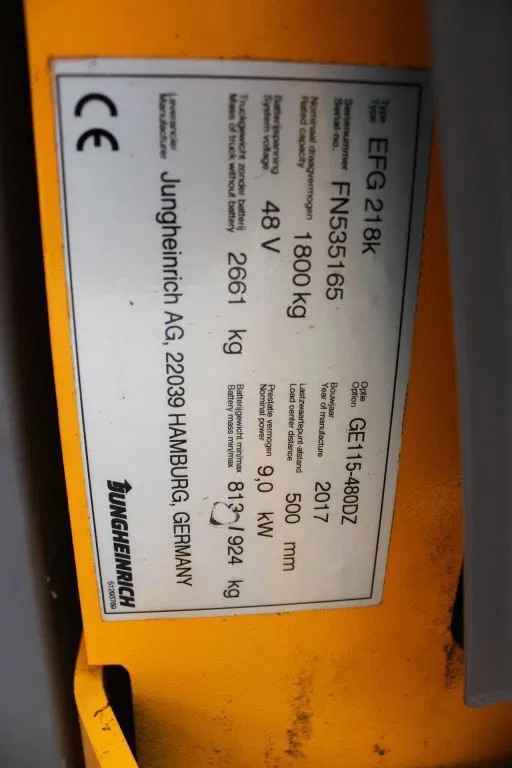 Type
Type EFG 218k
Optie
Option GE115-480DZ
Serienummer
Serial-no. FN535165
Bouwjaar
Year of manufacture 2017
Nominaal draagvermogen
Rated capacity 1800 kg
Lastzwaartepunt-afstand
Load center distance 500 mm
Batterijspanning
System voltage 48 V
Prestatie vermogen
Nominal power 9,0 kW
Truckgewicht zonder batterij
Mass of truck without battery 2661 kg
Batterijgewicht min/max
Battery mass min/max 813/924 kg
Leverancier
Manufacturer Jungheinrich AG, 22039 HAMBURG, GERMANY
CE
JUNGHEINRICH